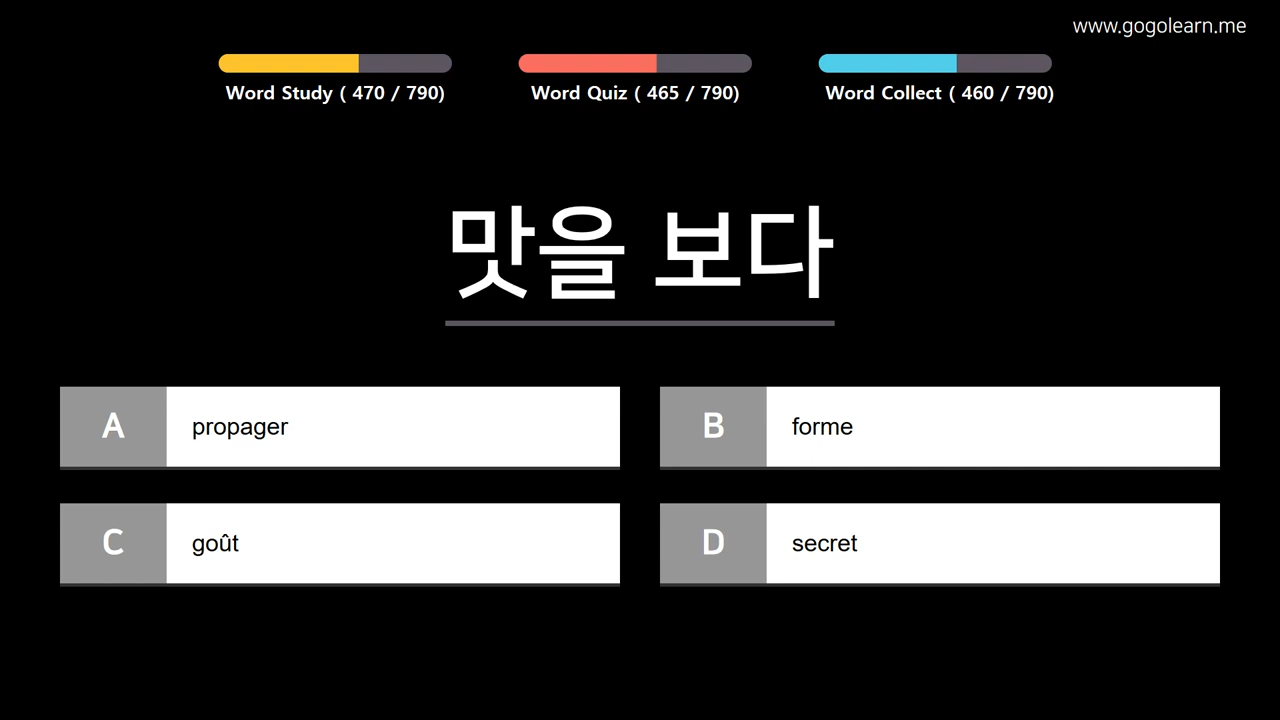 www.gogolearn.me
Word Study ( 470 / 790)
Word Quiz ( 465 / 790)
Word Collect ( 460 / 790)
맛을 보다
A propager
B forme
C goût
D secret